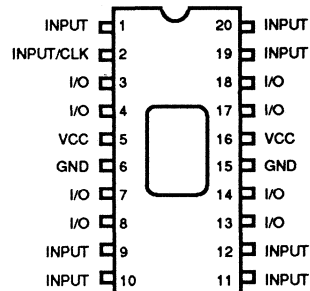 INPUT 1 20 INPUT
INPUT/CLK 2 19 INPUT
I/O 3 18 I/O
I/O 4 17 I/O
VCC 5 16 VCC
GND 6 15 GND
I/O 7 14 I/O
I/O 8 13 I/O
INPUT 9 12 INPUT
INPUT 10 11 INPUT